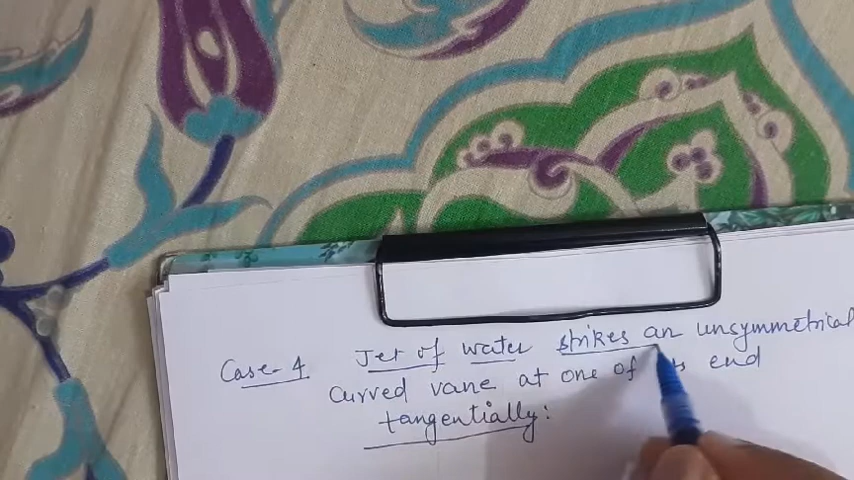 Case-4 Jet of water strikes an unsymmetrical
curved vane at one of end
tangentially: